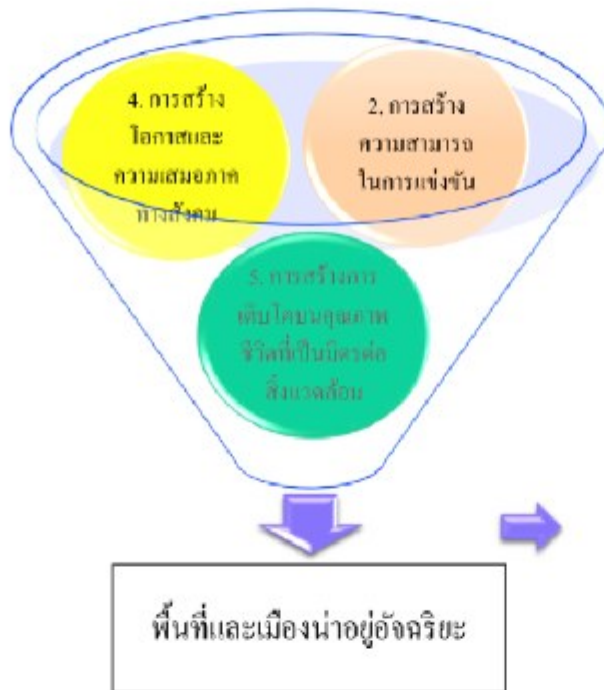 4. การสร้าง
โอกาสและ
ความเสมอภาค
ทางสังคม
2. การสร้าง
ความสามารถ
ในการแข่งขัน
5. การสร้างการ
เติบโตบนคุณภาพ
ชีวิตที่เป็นมิตรต่อ
สิ่งแวดล้อม
พื้นที่และเมืองน่าอยู่อัจฉริยะ